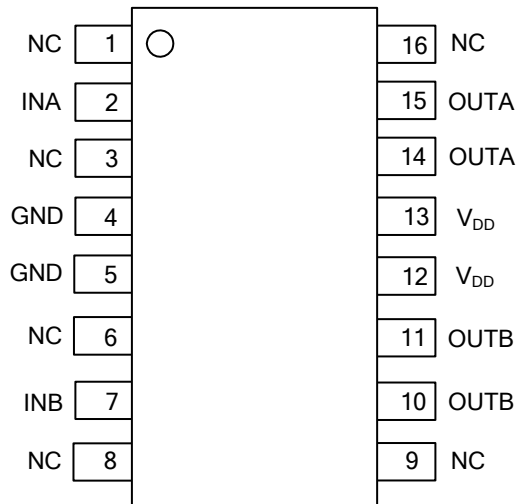 NC 1 16 NC
INA 2 15 OUTA
NC 3 14 OUTA
GND 4 13 VDD
GND 5 12 VDD
NC 6 11 OUTB
INB 7 10 OUTB
NC 8 9 NC